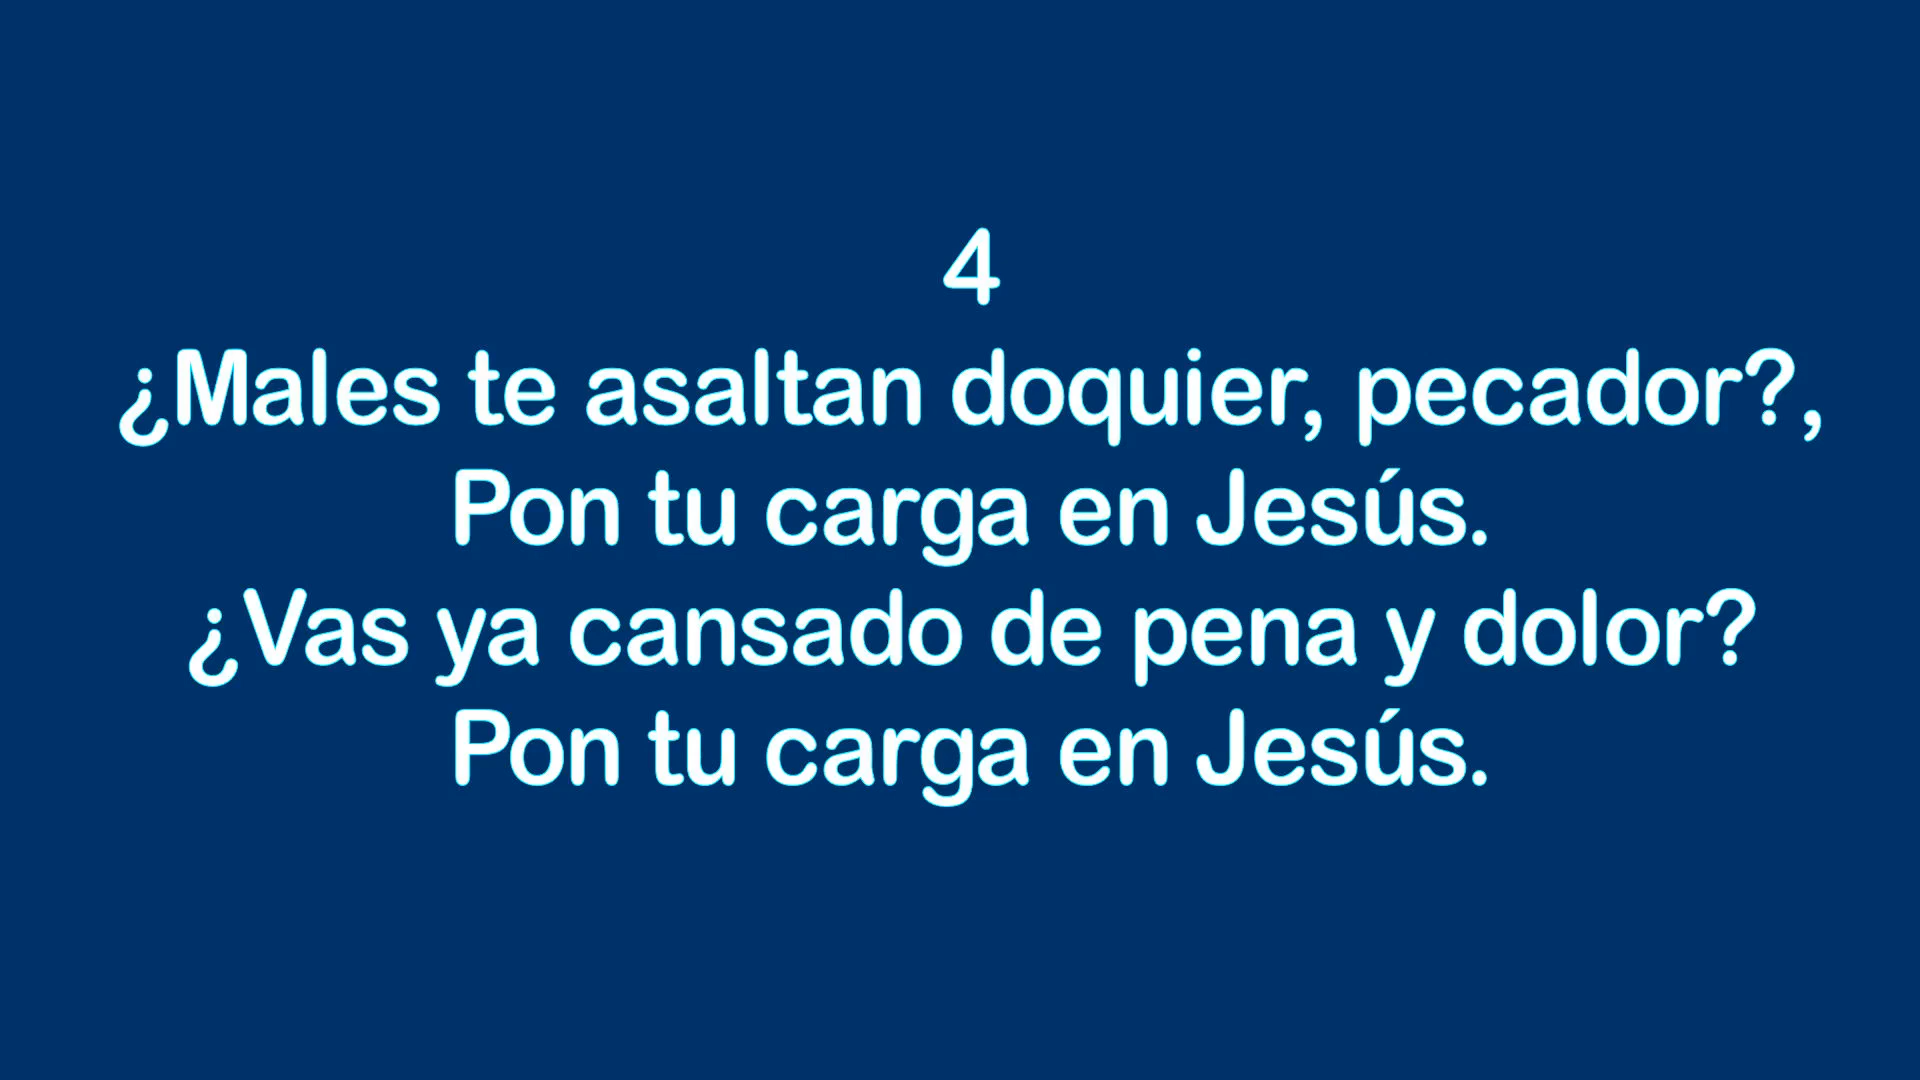 4
¿Males te asaltan doquier, pecador?,
Pon tu carga en Jesús.
¿Vas ya cansado de pena y dolor?
Pon tu carga en Jesús.